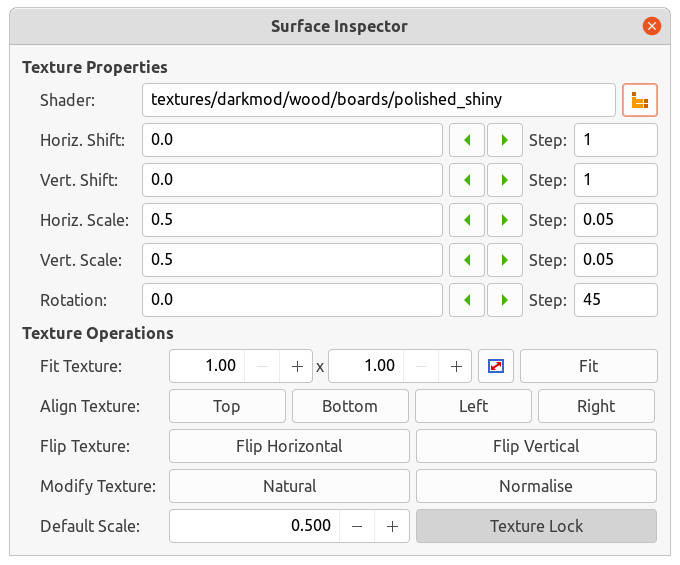 Surface Inspector
Texture Properties
Shader: textures/darkmod/wood/boards/polished_shiny
Horiz. Shift: 0.0 Step: 1
Vert. Shift: 0.0 Step: 1
Horiz. Scale: 0.5 Step: 0.05
Vert. Scale: 0.5 Step: 0.05
Rotation: 0.0 Step: 45
Texture Operations
Fit Texture: 1.00 − + x 1.00 − + Fit
Align Texture: Top Bottom Left Right
Flip Texture: Flip Horizontal Flip Vertical
Modify Texture: Natural Normalise
Default Scale: 0.500 − + Texture Lock